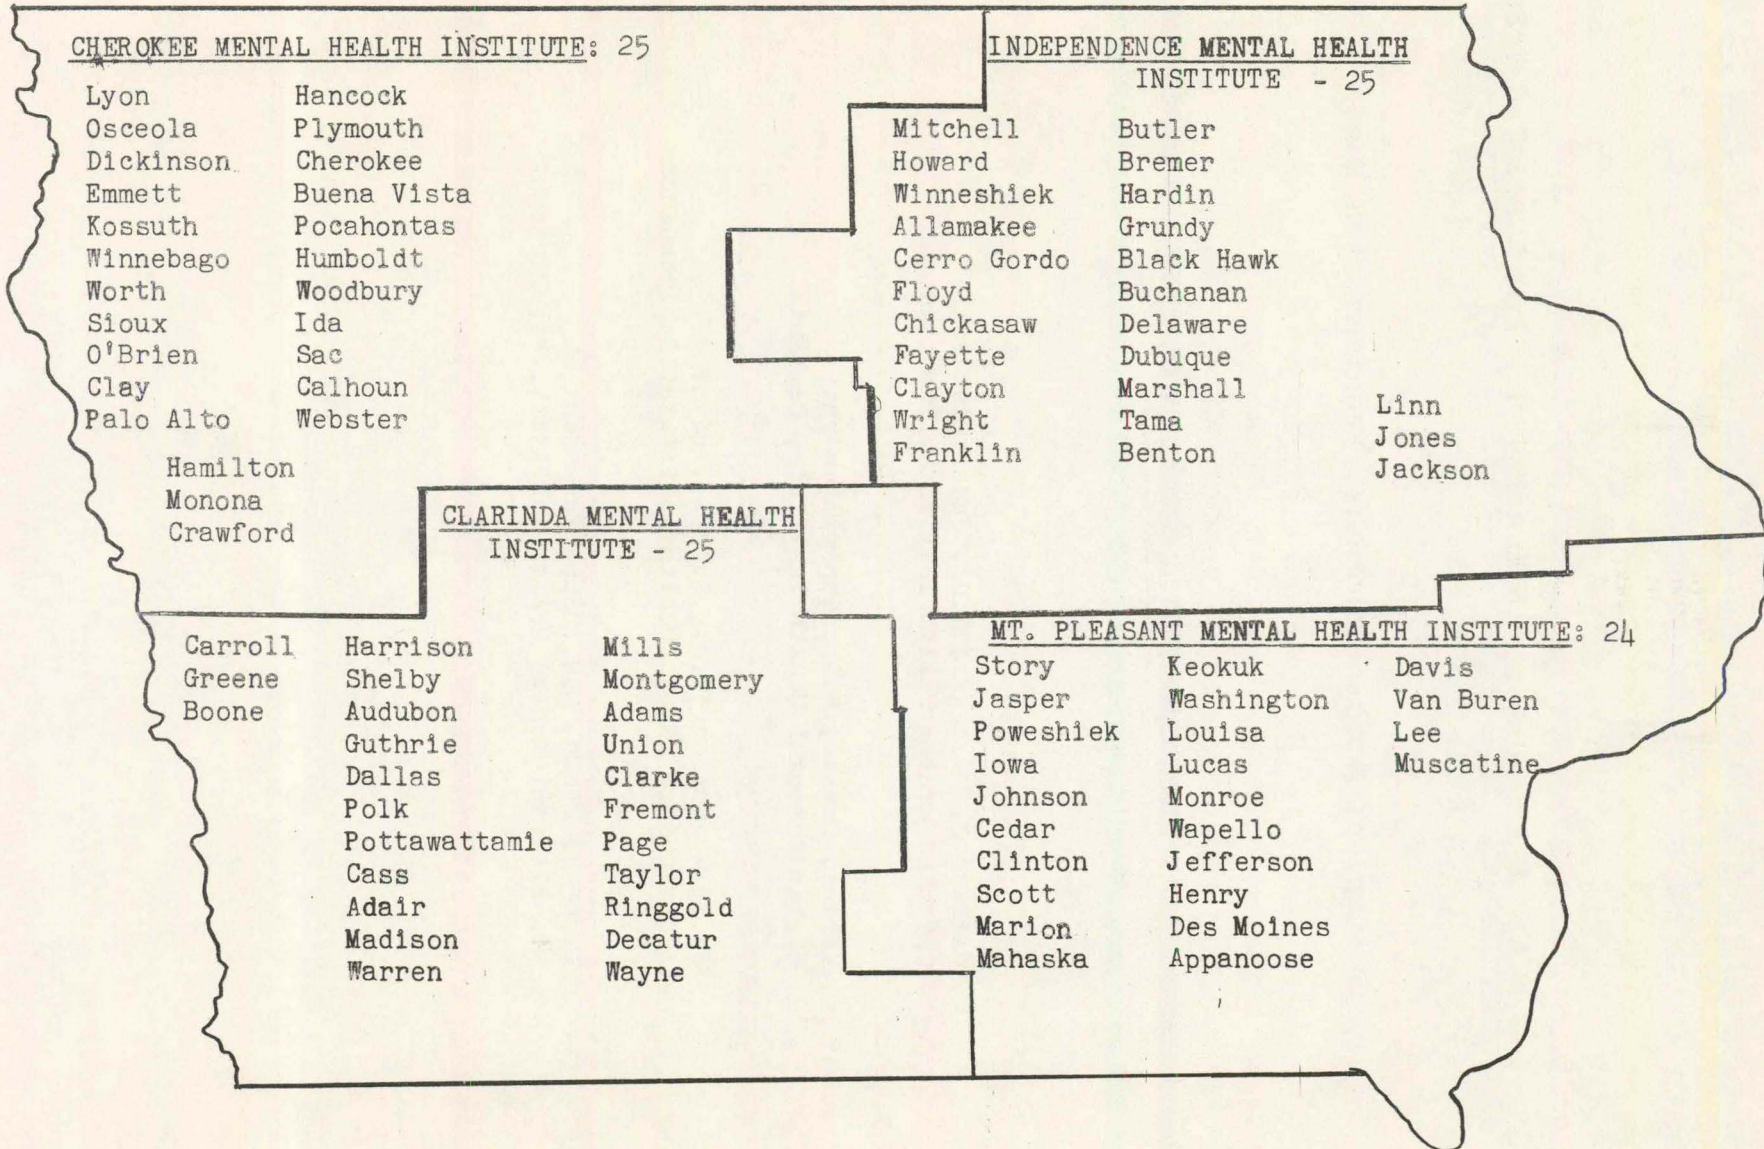 CHEROKEE MENTAL HEALTH INSTITUTE: 25
Lyon Hancock
Osceola Plymouth
Dickinson Cherokee
Emmett Buena Vista
Kossuth Pocahontas
Winnebago Humboldt
Worth Woodbury
Sioux Ida
O'Brien Sac
Clay Calhoun
Palo Alto Webster
Hamilton
Monona
Crawford
INDEPENDENCE MENTAL HEALTH
INSTITUTE - 25
Mitchell Butler
Howard Bremer
Winneshiek Hardin
Allamakee Grundy
Cerro Gordo Black Hawk
Floyd Buchanan
Chickasaw Delaware
Fayette Dubuque
Clayton Marshall
Wright Tama
Franklin Benton
Linn
Jones
Jackson
CLARINDA MENTAL HEALTH
INSTITUTE - 25
Carroll Harrison Mills
Greene Shelby Montgomery
Boone Audubon Adams
Guthrie Union
Dallas Clarke
Polk Fremont
Pottawattamie Page
Cass Taylor
Adair Ringgold
Madison Decatur
Warren Wayne
MT. PLEASANT MENTAL HEALTH INSTITUTE: 24
Story Keokuk Davis
Jasper Washington Van Buren
Poweshiek Louisa Lee
Iowa Lucas Muscatine
Johnson Monroe
Cedar Wapello
Clinton Jefferson
Scott Henry
Marion Des Moines
Mahaska Appanoose